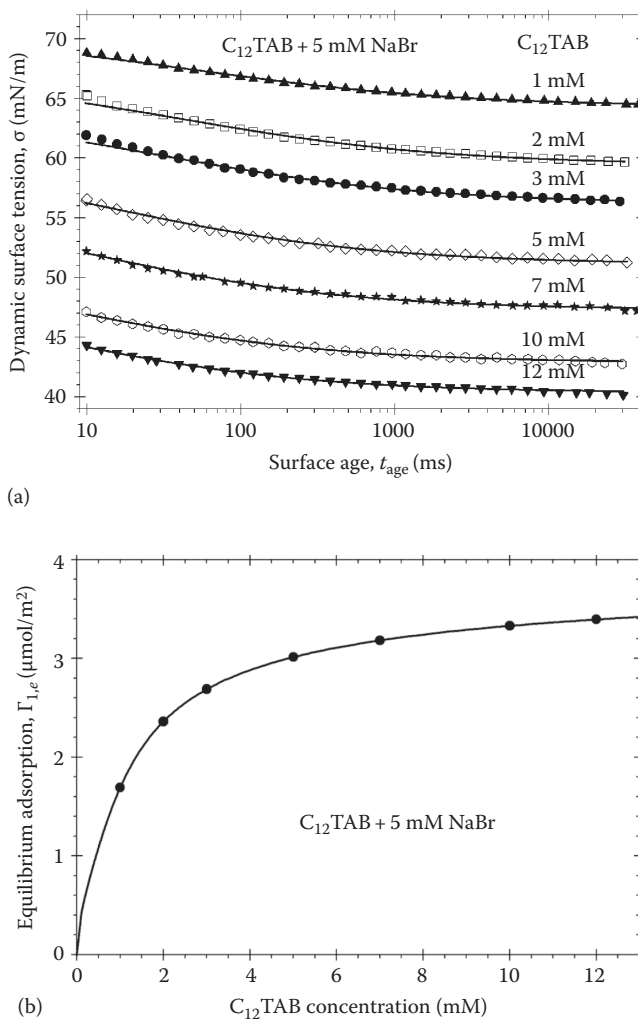 C₁₂TAB + 5 mM NaBr
C₁₂TAB
70
1 mM
65
2 mM
60
3 mM
55
5 mM
50
7 mM
45
10 mM
40
12 mM
10
100
1000
10000
Dynamic surface tension, σ (mN/m)
Surface age, t_age (ms)
(a)
4
3
2
1
0
Equilibrium adsorption, Γ₁,ₑ (μmol/m²)
C₁₂TAB + 5 mM NaBr
0
2
4
6
8
10
12
C₁₂TAB concentration (mM)
(b)